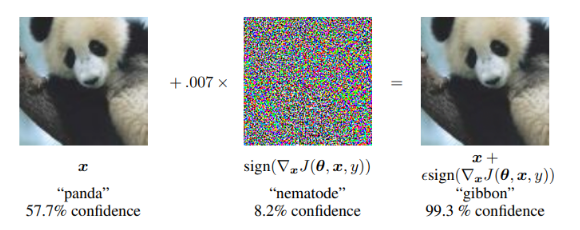 + .007 ×
=
x
sign(∇ₓJ(θ, x, y))
x +
ϵsign(∇ₓJ(θ, x, y))
“panda”
“nematode”
“gibbon”
57.7% confidence
8.2% confidence
99.3 % confidence